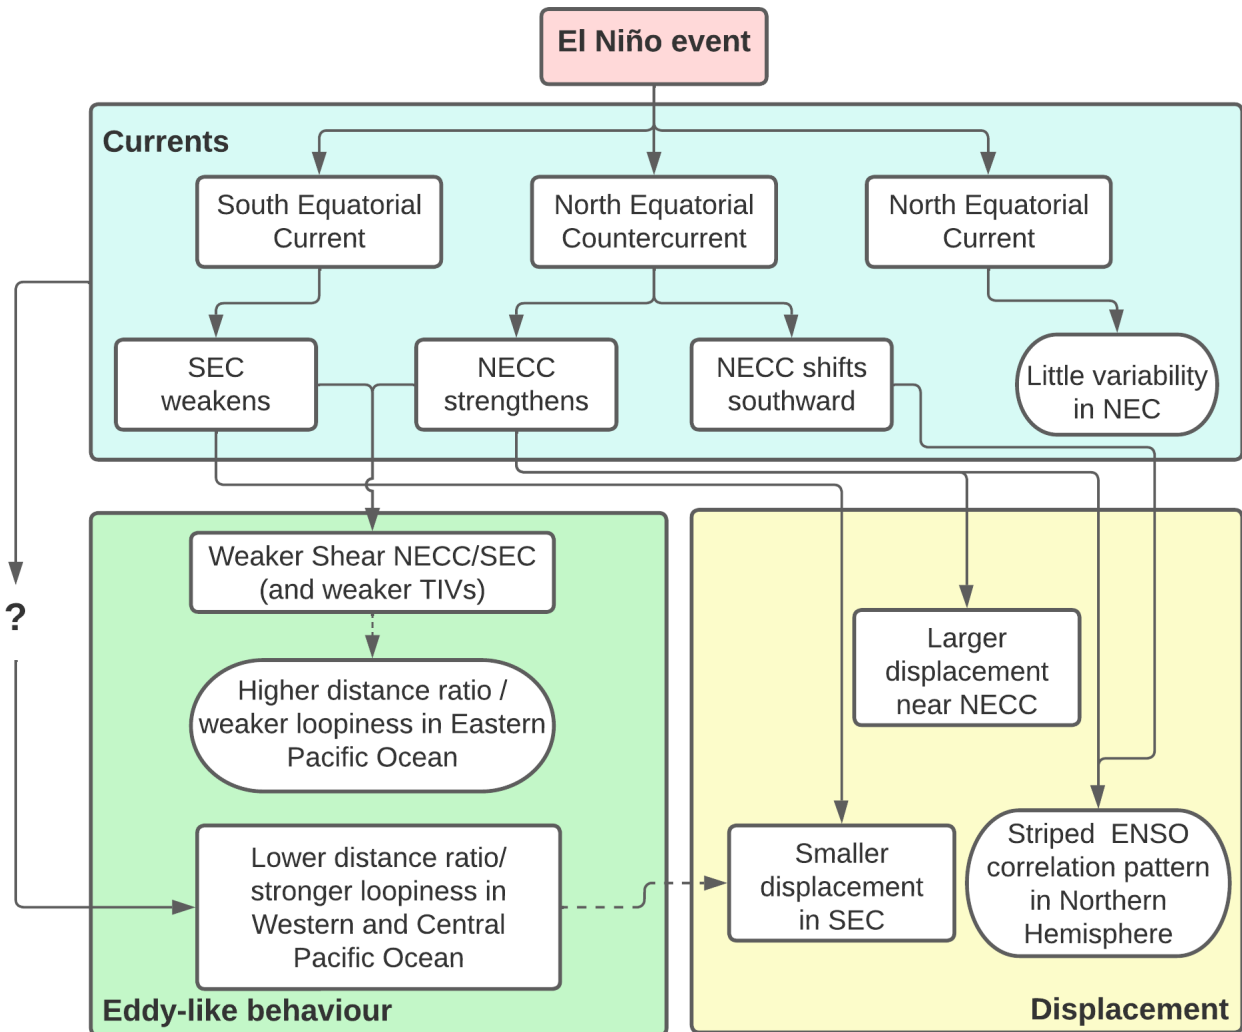 El Niño event
Currents
South Equatorial
Current
North Equatorial
Countercurrent
North Equatorial
Current
SEC
weakens
NECC
strengthens
NECC shifts
southward
Little variability
in NEC
?
Weaker Shear NECC/SEC
(and weaker TIVs)
Higher distance ratio /
weaker loopiness in Eastern
Pacific Ocean
Lower distance ratio/
stronger loopiness in
Western and Central
Pacific Ocean
Eddy-like behaviour
Larger
displacement
near NECC
Smaller
displacement
in SEC
Striped  ENSO
correlation pattern
in Northern
Hemisphere
Displacement